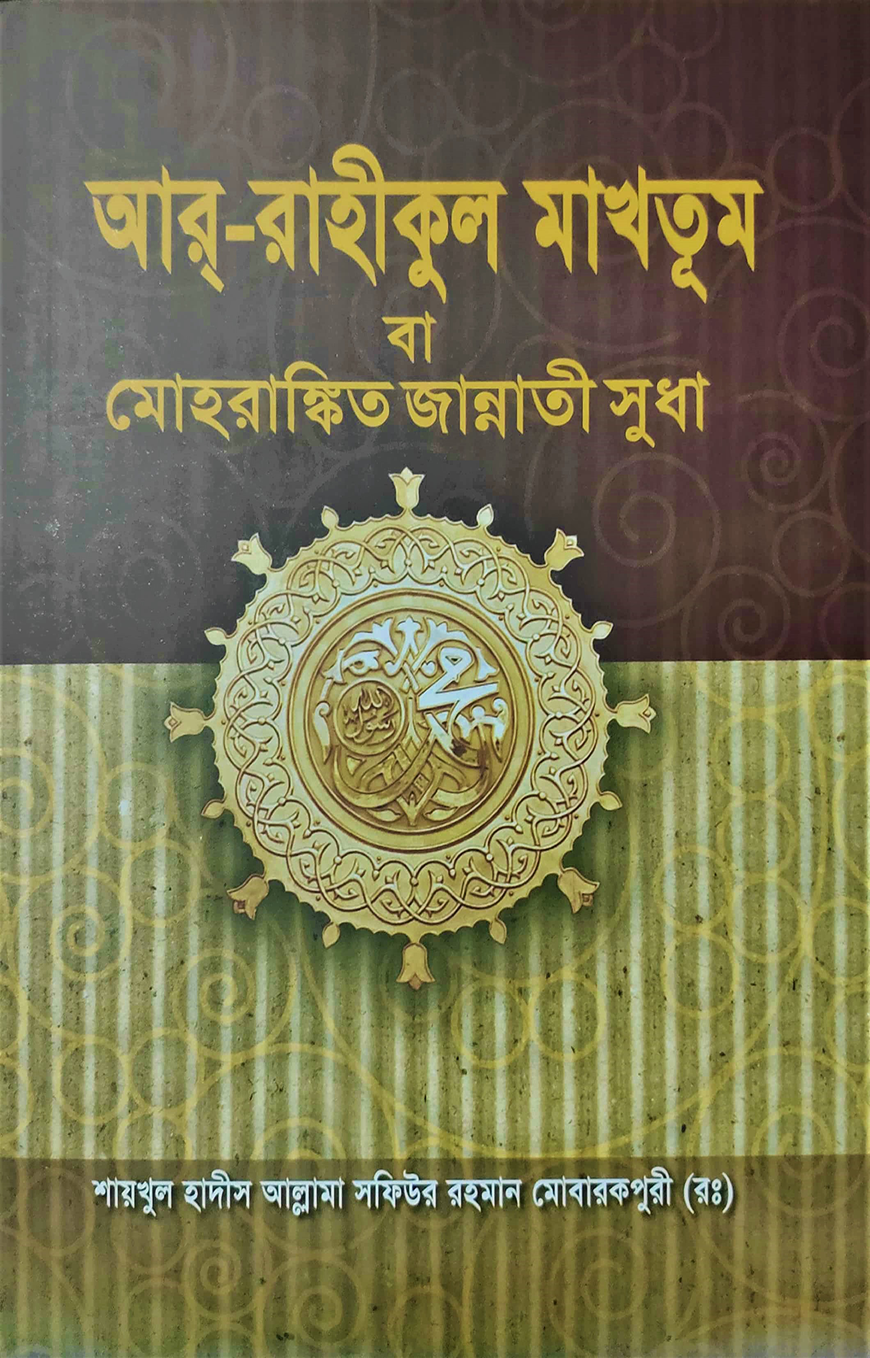 আর্-রাহীকুল মাখতূম
বা
মোহরাঙ্কিত জান্নাতী সুধা
শায়খুল হাদীস আল্লামা সফিউর রহমান মোবারকপুরী (রঃ)